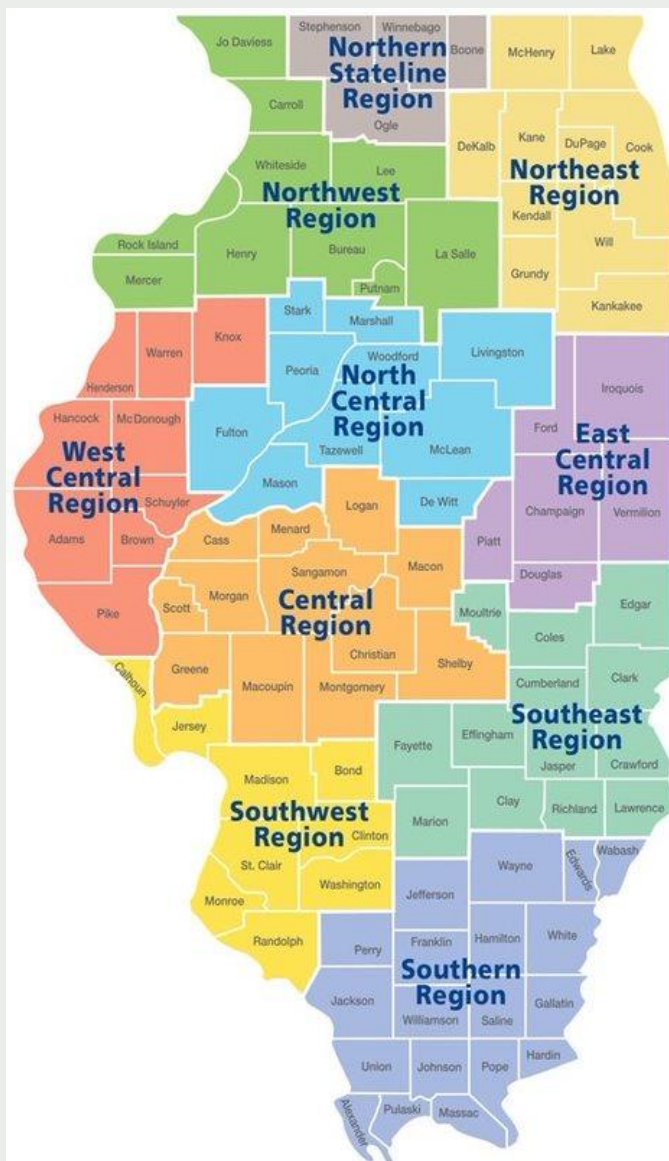 Jo Daviess
Stephenson
Winnebago
Boone
McHenry
Lake
Northern
Stateline
Region
Carroll
Ogle
DeKalb
Kane
DuPage
Cook
Whiteside
Lee
Northeast
Region
Northwest
Region
Kendall
Will
Rock Island
Henry
Bureau
La Salle
Grundy
Mercer
Putnam
Kankakee
Stark
Marshall
Knox
Warren
Henderson
Peoria
Woodford
Livingston
Iroquois
North
Central
Region
Hancock
McDonough
Fulton
Ford
East
Central
Region
West
Central
Region
Tazewell
McLean
Mason
Schuyler
Logan
De Witt
Champaign
Vermilion
Adams
Brown
Cass
Menard
Piatt
Macon
Sangamon
Douglas
Pike
Scott
Morgan
Central
Region
Moultrie
Edgar
Coles
Christian
Shelby
Greene
Macoupin
Montgomery
Cumberland
Clark
Calhoun
Jersey
Fayette
Effingham
Southeast
Region
Jasper
Crawford
Madison
Bond
Southwest
Region
Clinton
Marion
Clay
Richland
Lawrence
St. Clair
Washington
Wayne
Edwards
Wabash
Monroe
Jefferson
Randolph
Perry
Franklin
Hamilton
White
Southern
Region
Jackson
Williamson
Saline
Gallatin
Union
Johnson
Pope
Hardin
Alexander
Pulaski
Massac